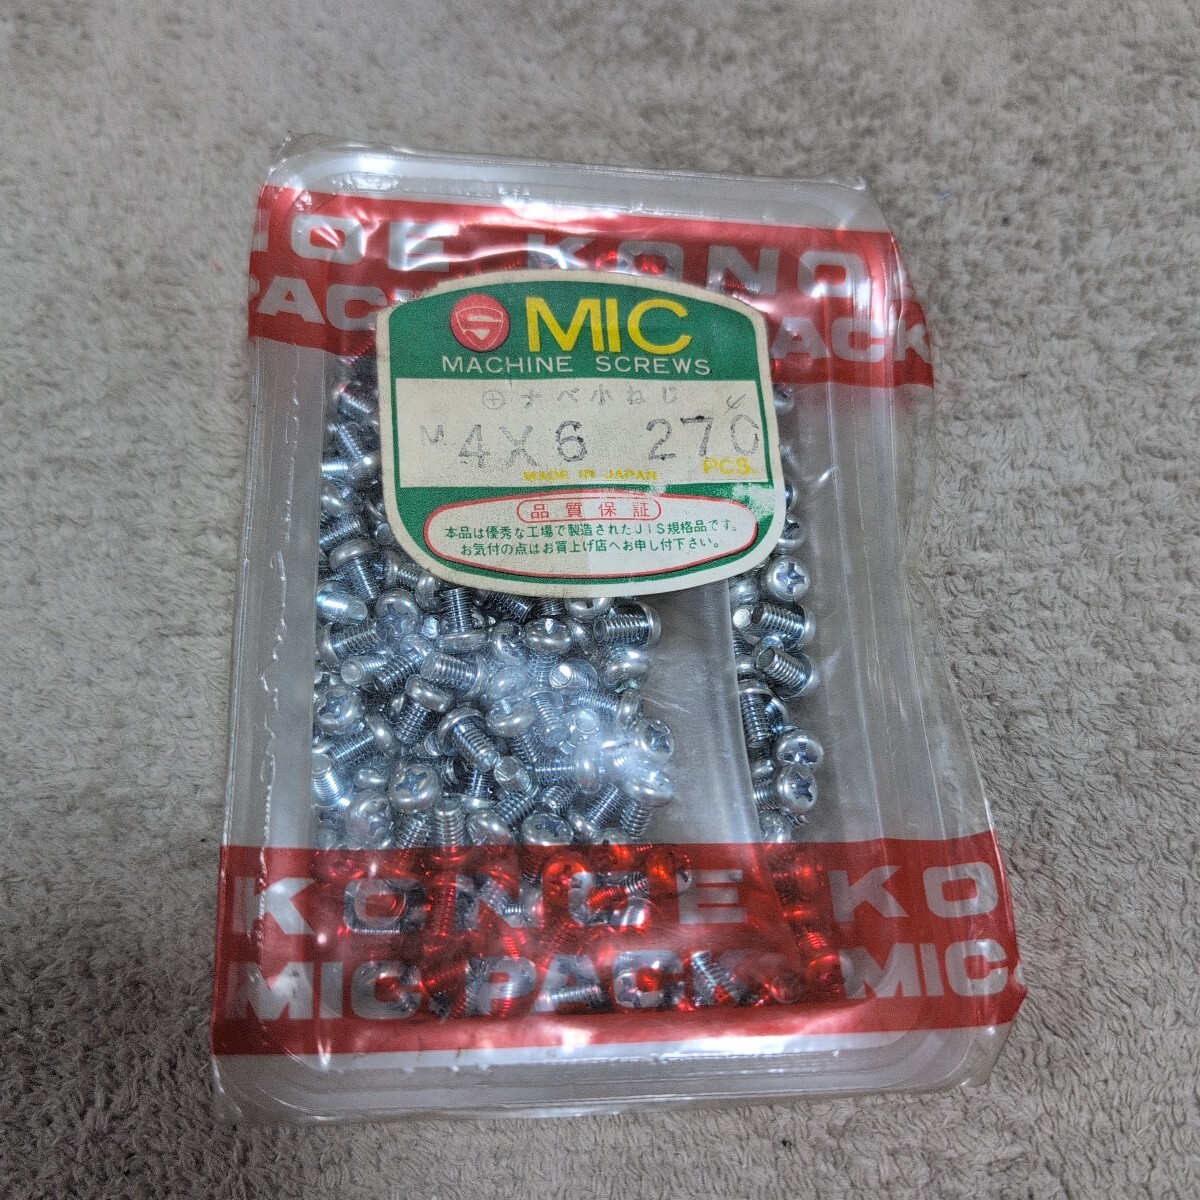 OE KONO
PACK
ACK
MIC
MACHINE SCREWS
⊕ナベ小ねじ
M4X6 270
MADE IN JAPAN PCS.
品質保証
本品は優秀な工場で製造されたJIS規格品です。
お気付の点はお買上げ店へお申し付下さい。
KONOE KO
MIC PACK MIC